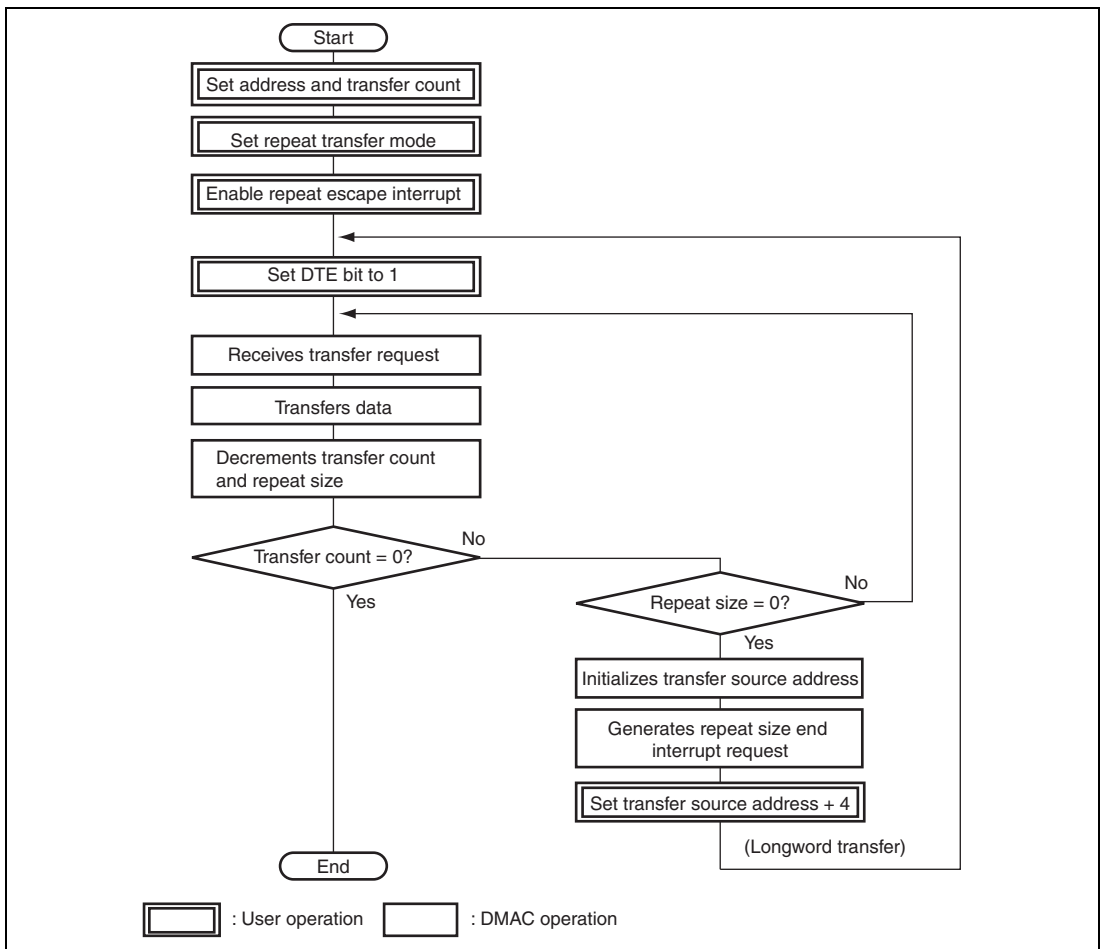 Start
Set address and transfer count
Set repeat transfer mode
Enable repeat escape interrupt
Set DTE bit to 1
Receives transfer request
Transfers data
Decrements transfer count
and repeat size
Transfer count = 0?
No
Yes
Repeat size = 0?
No
Yes
Initializes transfer source address
Generates repeat size end
interrupt request
Set transfer source address + 4
(Longword transfer)
End
: User operation
: DMAC operation